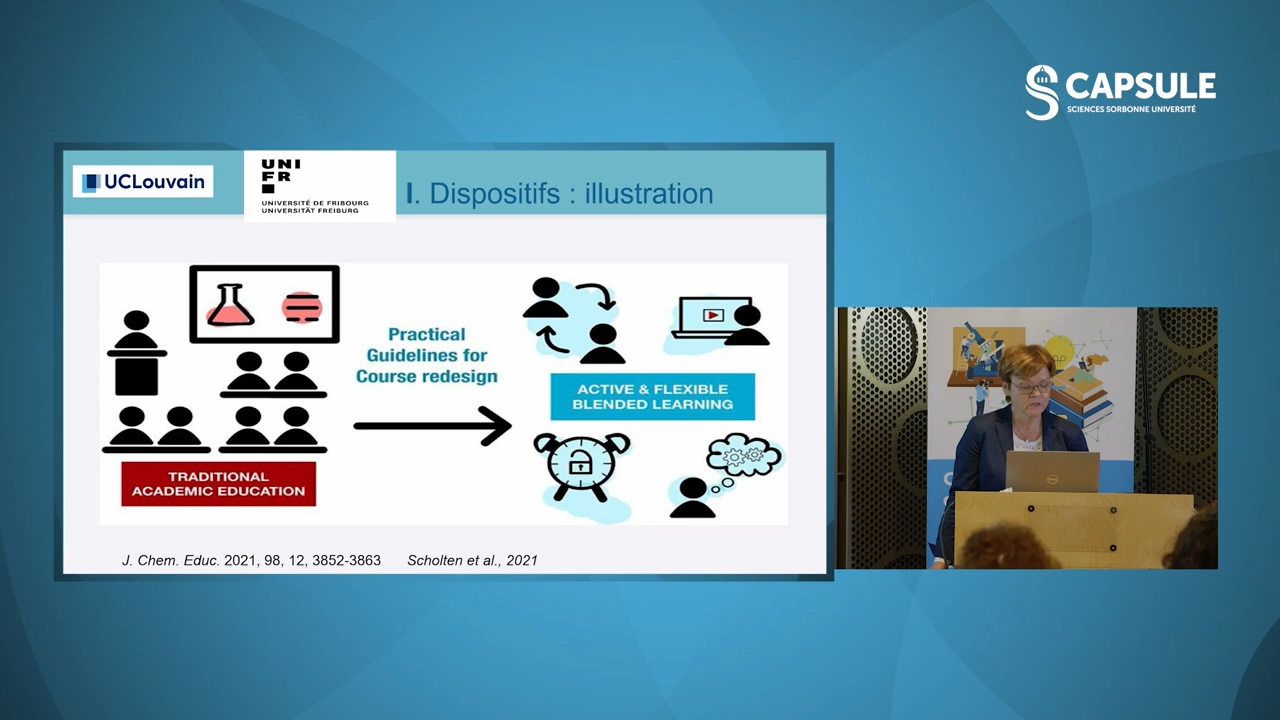 CAPSULE
SCIENCES SORBONNE UNIVERSITÉ
UCLouvain
UNI
FR
UNIVERSITÉ DE FRIBOURG
UNIVERSITÄT FREIBURG
I. Dispositifs : illustration
Practical
Guidelines for
Course redesign
TRADITIONAL
ACADEMIC EDUCATION
ACTIVE & FLEXIBLE
BLENDED LEARNING
J. Chem. Educ. 2021, 98, 12, 3852-3863 Scholten et al., 2021